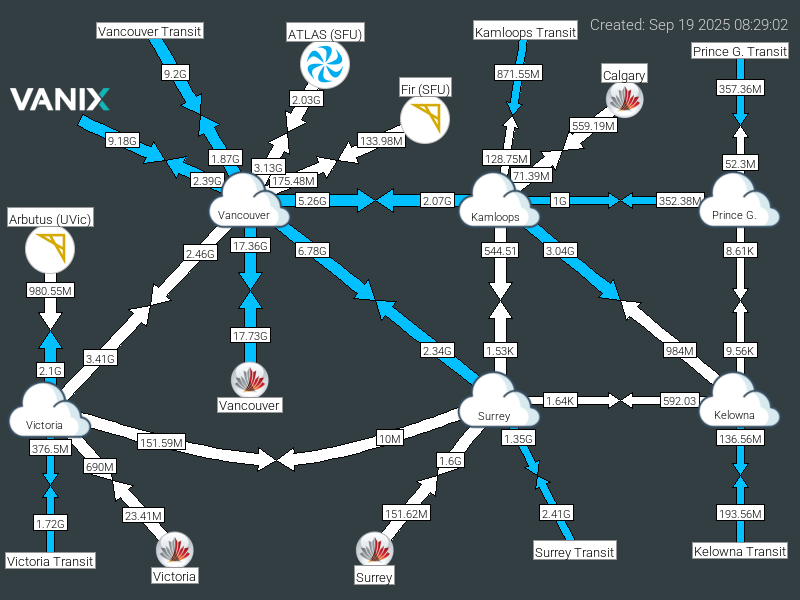 Created: Sep 19 2025 08:29:02
Vancouver Transit
ATLAS (SFU)
Kamloops Transit
Prince G. Transit
9.2G
871.55M
Calgary
357.36M
VANIX
2.03G
Fir (SFU)
559.19M
9.18G
133.98M
1.87G
3.13G
128.75M
52.3M
2.39G
175.48M
71.39M
5.26G
2.07G
1G
352.38M
Arbutus (UVic)
Vancouver
Kamloops
Prince G.
2.46G
17.36G
6.78G
544.51
3.04G
8.61K
980.55M
17.73G
3.41G
2.34G
1.53K
984M
9.56K
2.1G
Vancouver
1.64K
592.03
Victoria
Surrey
Kelowna
376.5M
151.59M
10M
1.35G
136.56M
690M
1.6G
1.72G
23.41M
151.62M
2.41G
193.56M
Victoria Transit
Victoria
Surrey
Surrey Transit
Kelowna Transit